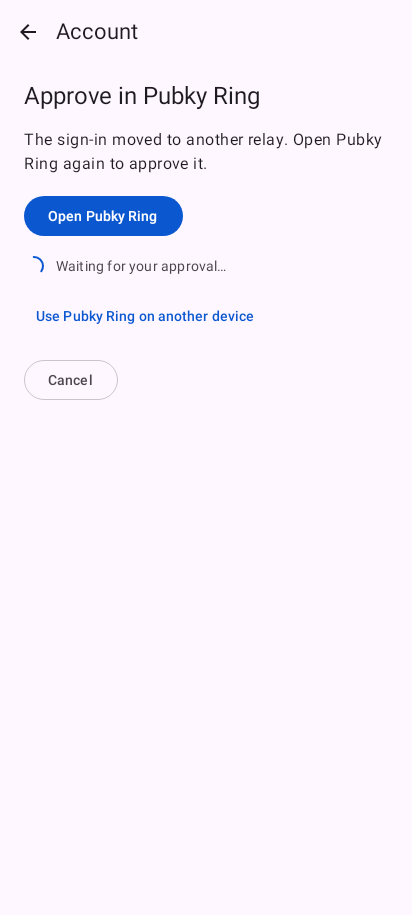 Account
Approve in Pubky Ring
The sign-in moved to another relay. Open Pubky
Ring again to approve it.
Open Pubky Ring
Waiting for your approval…
Use Pubky Ring on another device
Cancel